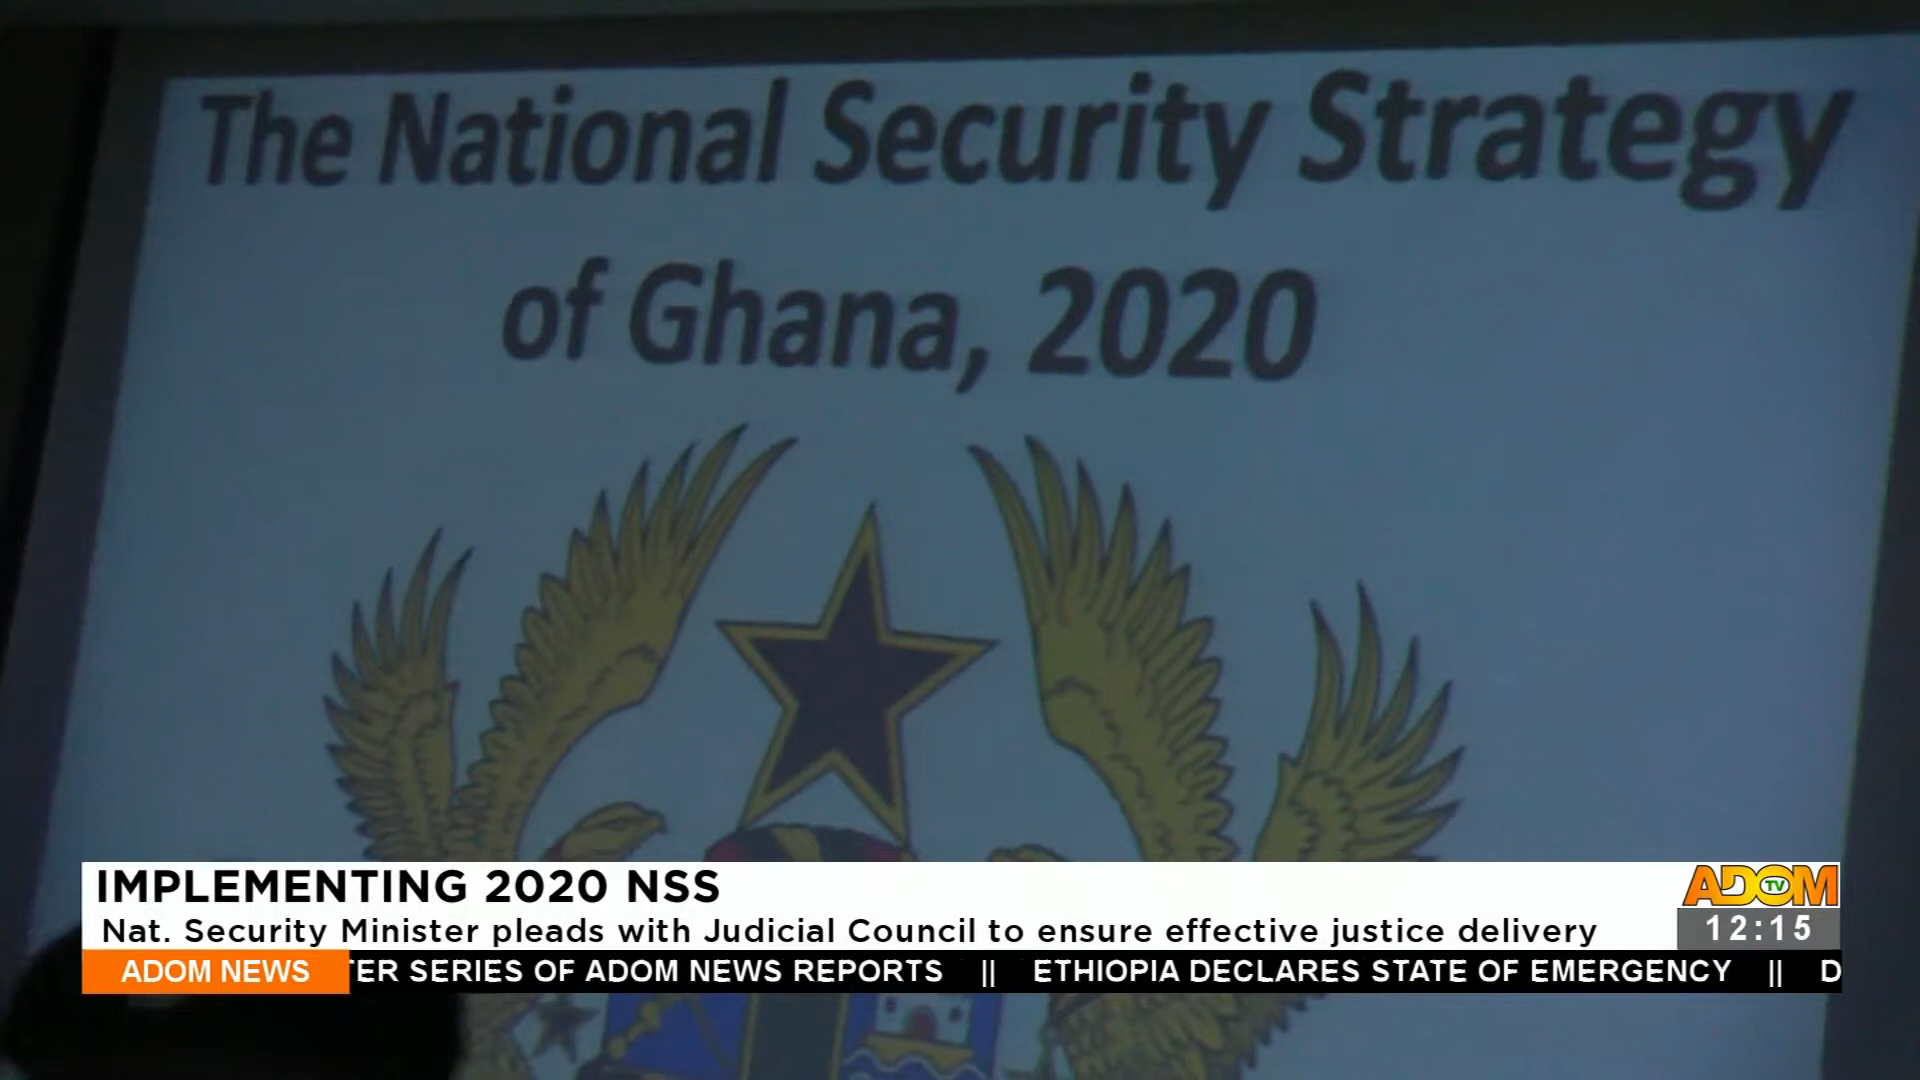 The National Security Strategy
of Ghana, 2020
IMPLEMENTING 2020 NSS
Nat. Security Minister pleads with Judicial Council to ensure effective justice delivery
ADOM TV
12:15
ADOM NEWS
TER SERIES OF ADOM NEWS REPORTS || ETHIOPIA DECLARES STATE OF EMERGENCY || D